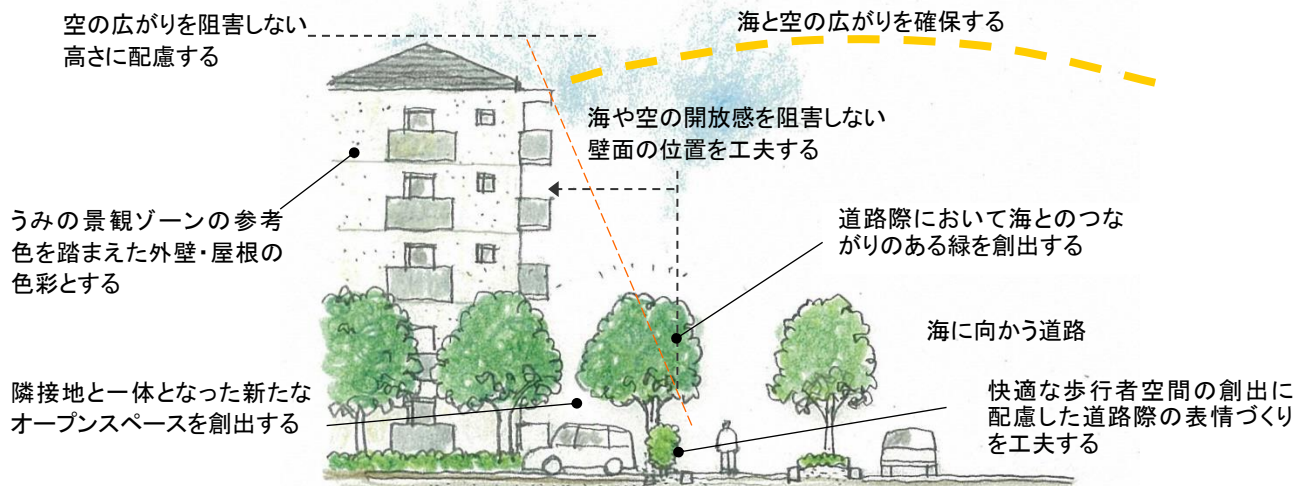 空の広がりを阻害しない
高さに配慮する
海と空の広がりを確保する
海や空の開放感を阻害しない
壁面の位置を工夫する
うみの景観ゾーンの参考
色を踏まえた外壁・屋根の
色彩とする
道路際において海とのつな
がりのある緑を創出する
海に向かう道路
隣接地と一体となった新たな
オープンスペースを創出する
快適な歩行者空間の創出に
配慮した道路際の表情づくり
を工夫する